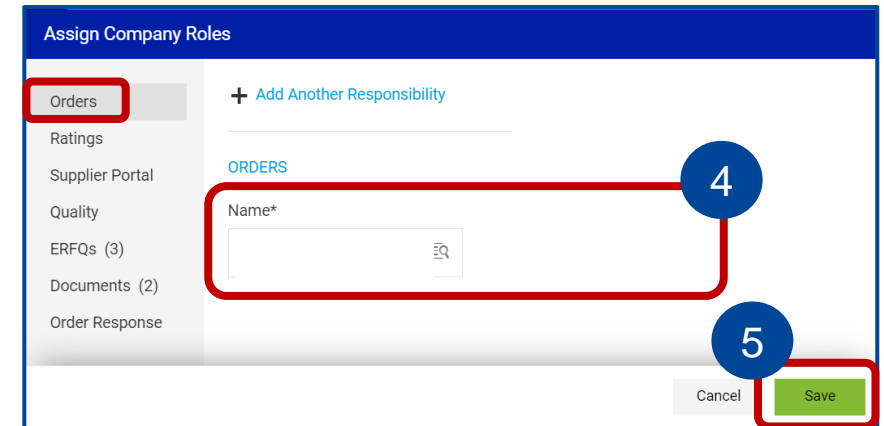 Assign Company Roles
Orders
Ratings
Supplier Portal
Quality
ERFQs (3)
Documents (2)
Order Response
+ Add Another Responsibility
ORDERS
4
Name*
5
Cancel
Save